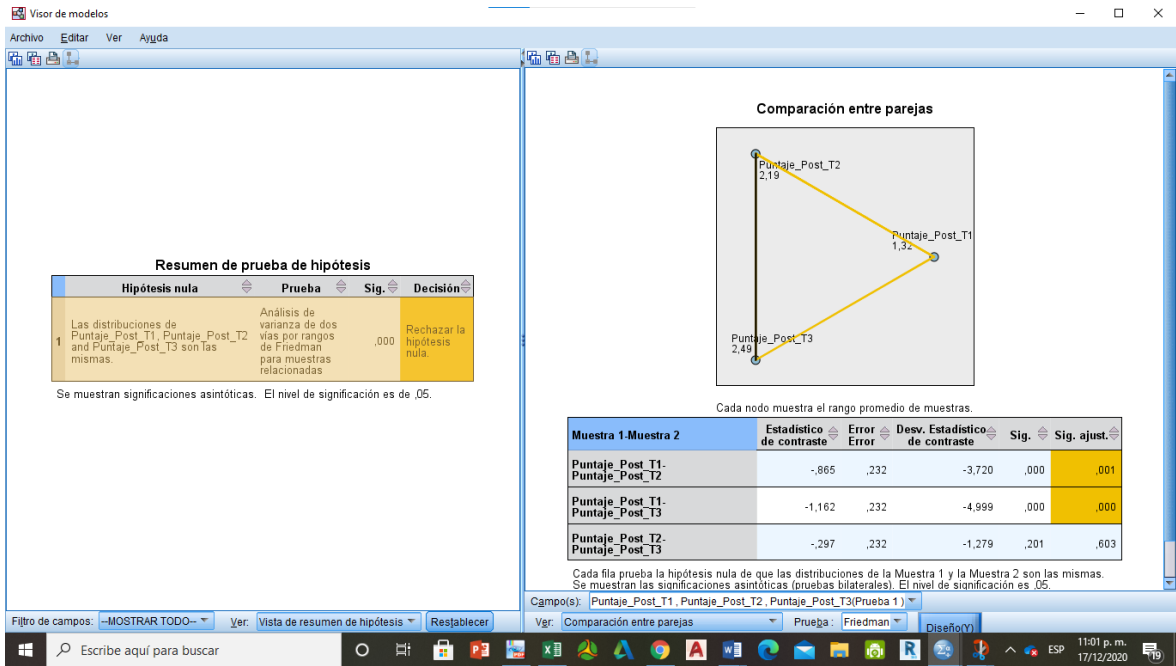 Visor de modelos
Archivo Editar Ver Ayuda
Resumen de prueba de hipótesis
Hipótesis nula Prueba Sig. Decisión
1 Las distribuciones de Puntaje_Post_T1, Puntaje_Post_T2 and Puntaje_Post_T3 son las mismas. Análisis de varianza de dos vías por rangos de Friedman para muestras relacionadas ,000 Rechazar la hipótesis nula.
Se muestran significaciones asintóticas. El nivel de significación es de ,05.
Filtro de campos: --MOSTRAR TODO-- Ver: Vista de resumen de hipótesis Restablecer
Comparación entre parejas
Puntaje_Post_T2
2,19
Puntaje_Post_T1
1,32
Puntaje_Post_T3
2,49
Cada nodo muestra el rango promedio de muestras.
Muestra 1-Muestra 2 Estadístico de contraste Error Error Desv. Estadístico de contraste Sig. Sig. ajust.
Puntaje_Post_T1-Puntaje_Post_T2 -,865 ,232 -3,720 ,000 ,001
Puntaje_Post_T1-Puntaje_Post_T3 -1,162 ,232 -4,999 ,000 ,000
Puntaje_Post_T2-Puntaje_Post_T3 -,297 ,232 -1,279 ,201 ,603
Cada fila prueba la hipótesis nula de que las distribuciones de la Muestra 1 y la Muestra 2 son las mismas.
Se muestran las significaciones asintóticas (pruebas bilaterales). El nivel de significación es ,05.
Campo(s): Puntaje_Post_T1, Puntaje_Post_T2, Puntaje_Post_T3(Prueba 1)
Ver: Comparación entre parejas Prueba: Friedman Diseño(Y)
Escribe aquí para buscar
ESP
11:01 p. m.
17/12/2020
19